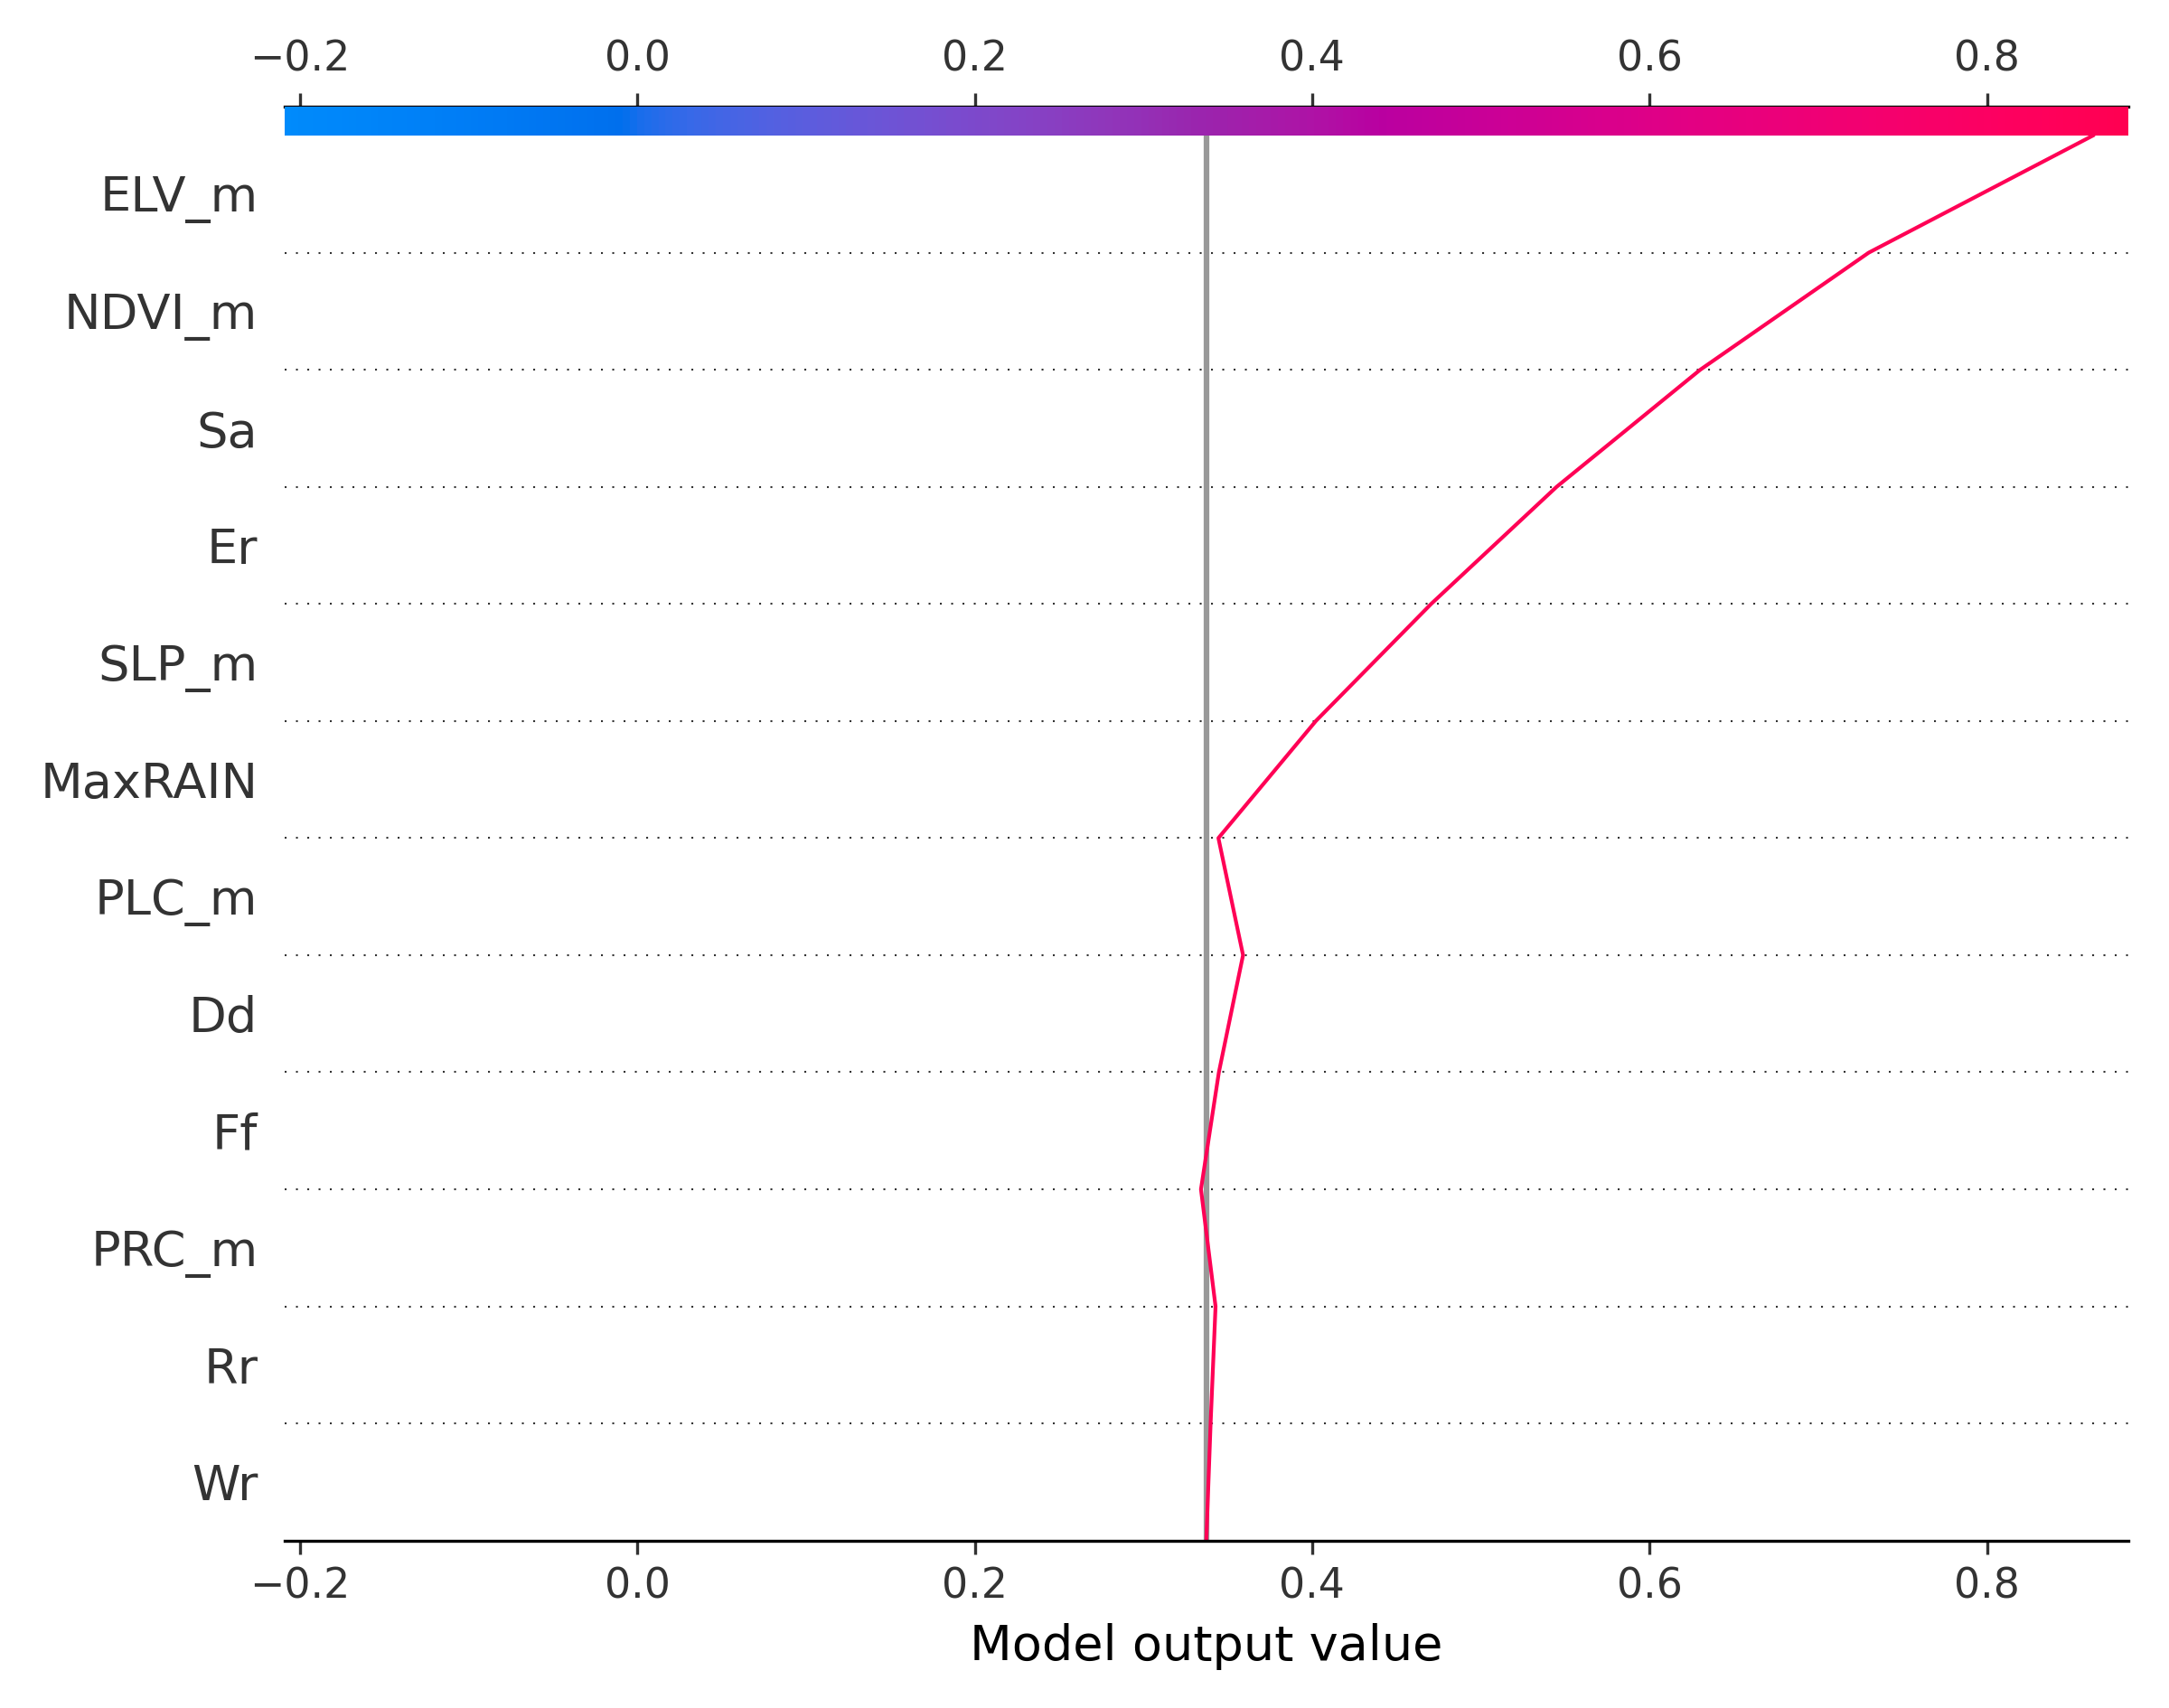 −0.2 0.0 0.2 0.4 0.6 0.8
ELV_m
NDVI_m
Sa
Er
SLP_m
MaxRAIN
PLC_m
Dd
Ff
PRC_m
Rr
Wr
−0.2 0.0 0.2 0.4 0.6 0.8
Model output value